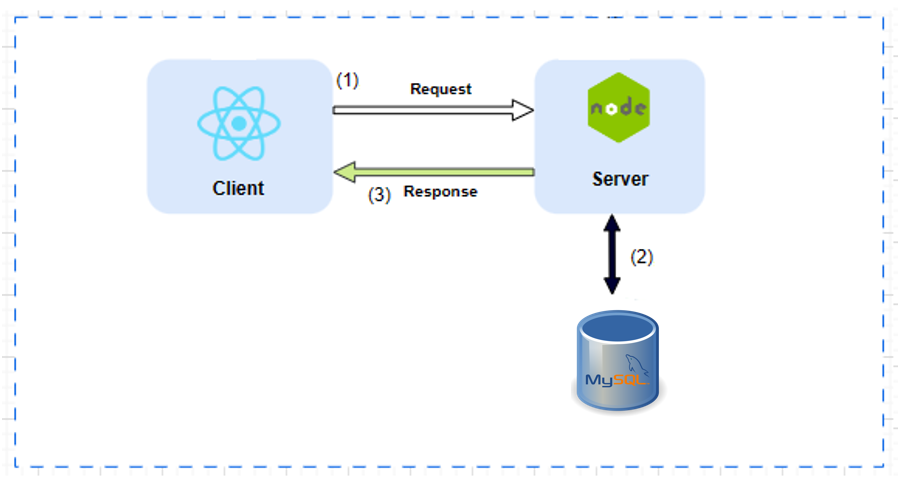 (1)
Request
node
Client
(3) Response
Server
(2)
MySQL